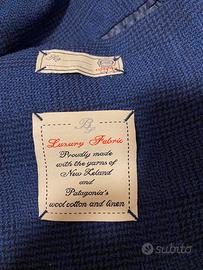 Luxury Fabric
Proudly made
with the yarns of
New Zeland
and
Patagonia's
wool cotton and linen
subito